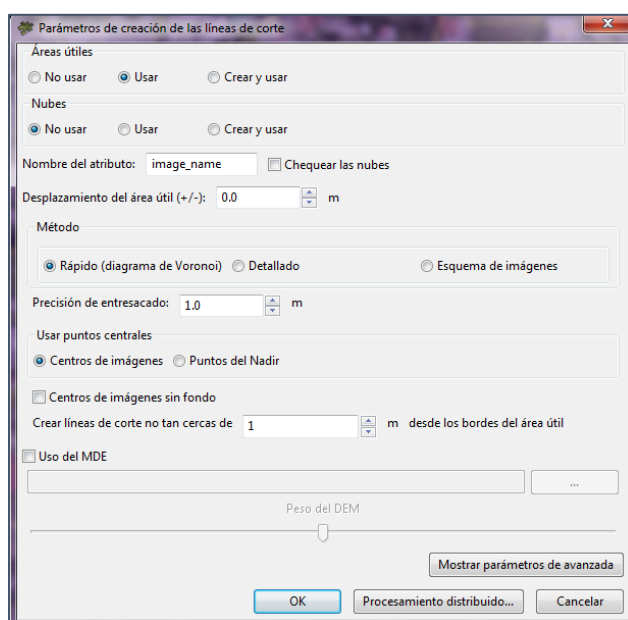 Parámetros de creación de las líneas de corte
Áreas útiles
No usar Usar Crear y usar
Nubes
No usar Usar Crear y usar
Nombre del atributo: image_name Chequear las nubes
Desplazamiento del área útil (+/-): 0.0 m
Método
Rápido (diagrama de Voronoi) Detallado Esquema de imágenes
Precisión de entresacado: 1.0 m
Usar puntos centrales
Centros de imágenes Puntos del Nadir
Centros de imágenes sin fondo
Crear líneas de corte no tan cercas de 1 m desde los bordes del área útil
Uso del MDE
...
Peso del DEM
Mostrar parámetros de avanzada
OK Procesamiento distribuido... Cancelar